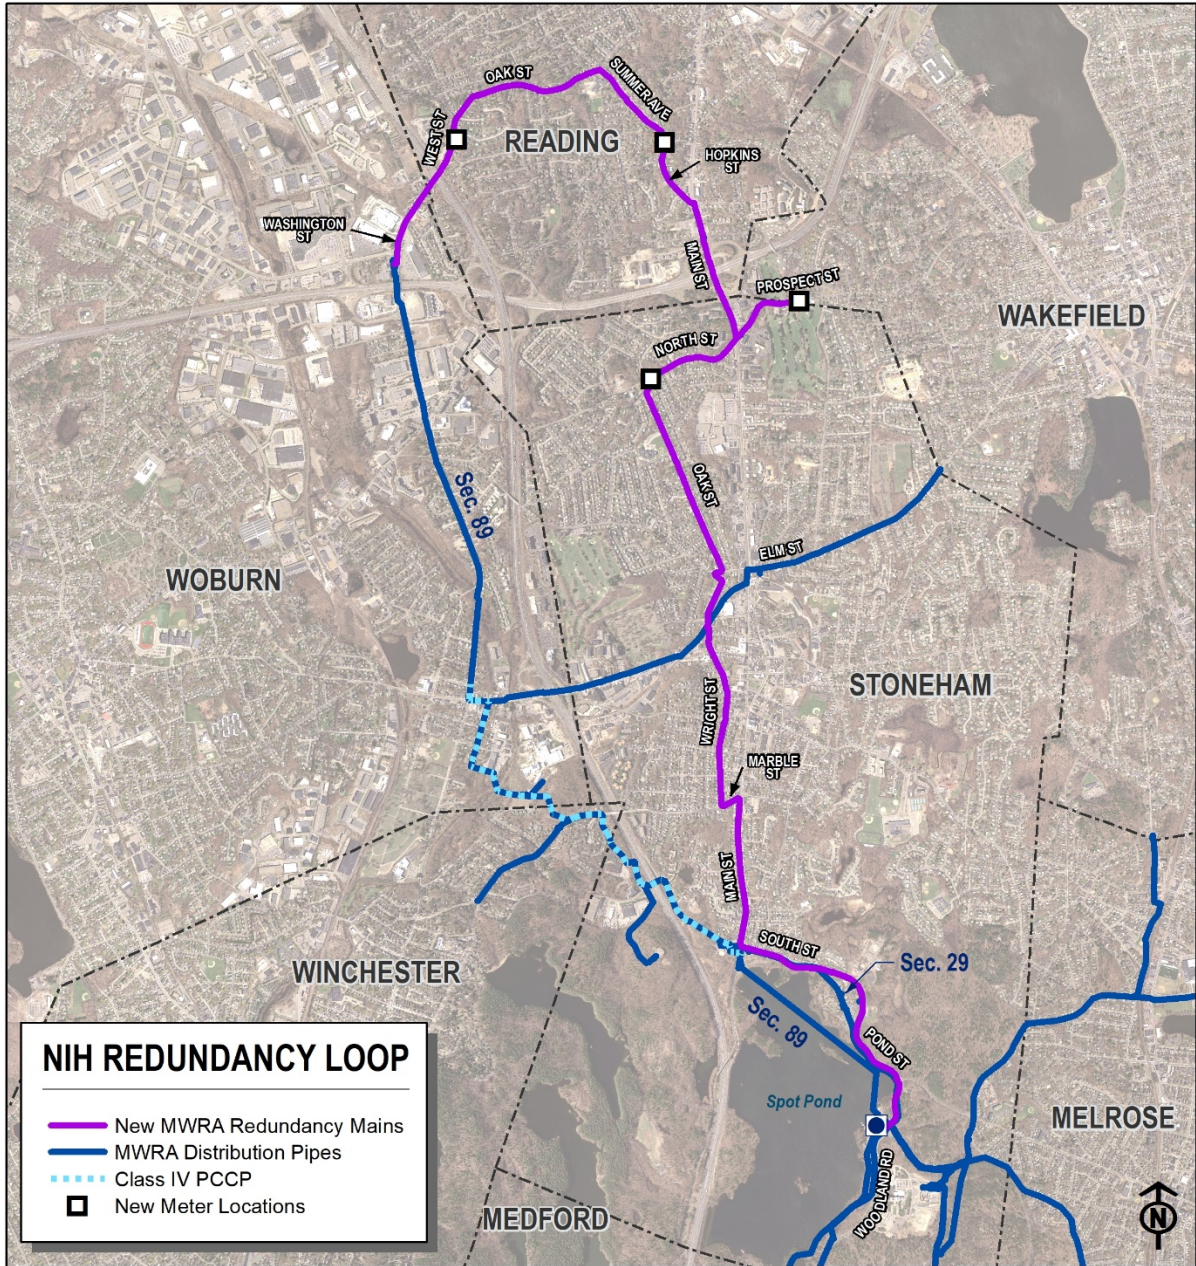 OAK ST
SUMMER AVE
WEST ST
READING
HOPKINS
ST
WASHINGTON
ST
MAIN ST
PROSPECT ST
WAKEFIELD
NORTH ST
OAK ST
Sec. 89
ELM ST
WOBURN
STONEHAM
WRIGHT ST
MARBLE
ST
MAIN ST
SOUTH ST
WINCHESTER
Sec. 29
Sec. 89
POND ST
Spot Pond
MELROSE
WOODLAND RD
MEDFORD
NIH REDUNDANCY LOOP
New MWRA Redundancy Mains
MWRA Distribution Pipes
Class IV PCCP
New Meter Locations
N